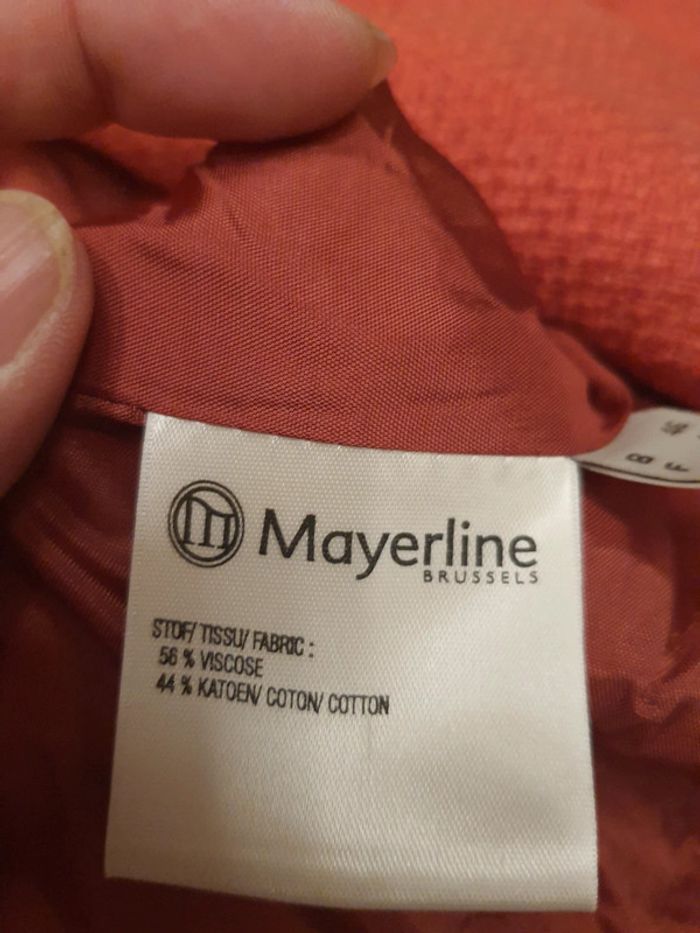 Mayerline
BRUSSELS
STOF/ TISSU/ FABRIC :
56 % VISCOSE
44 % KATOEN/ COTON/ COTTON
B F